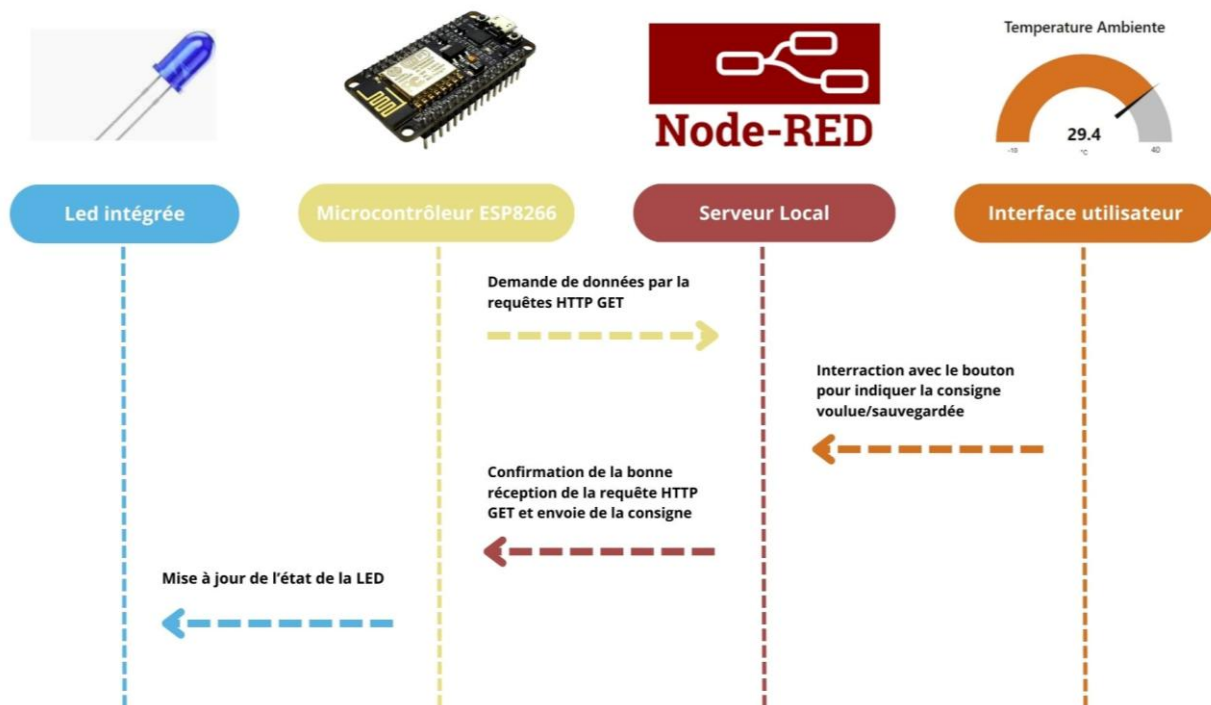 Temperature Ambiente
Node-RED
29.4
-10
°C
40
Led intégrée
Microcontrôleur ESP8266
Serveur Local
Interface utilisateur
Demande de données par la
requêtes HTTP GET
Interraction avec le bouton
pour indiquer la consigne
voulue/sauvegardée
Confirmation de la bonne
réception de la requête HTTP
GET et envoie de la consigne
Mise à jour de l'état de la LED